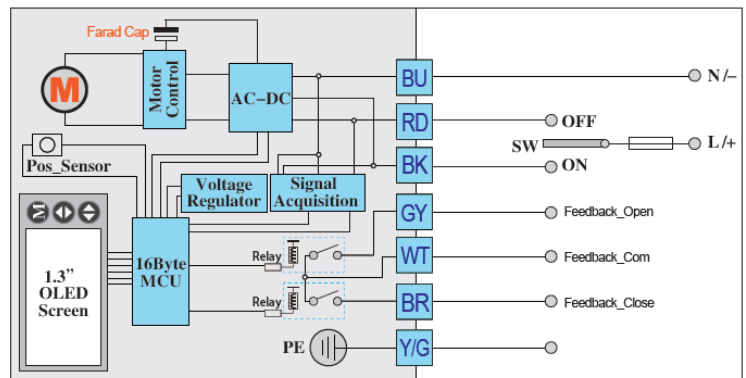 Farad Cap
M
Motor
Control
AC-DC
BU
N/-
RD
OFF
SW
L/+
BK
ON
Pos_Sensor
Voltage
Regulator
Signal
Acquisition
GY
Feedback_Open
M
1.3”
OLED
Screen
16Byte
MCU
Relay
WT
Feedback_Com
Relay
BR
Feedback_Close
PE
Y/G